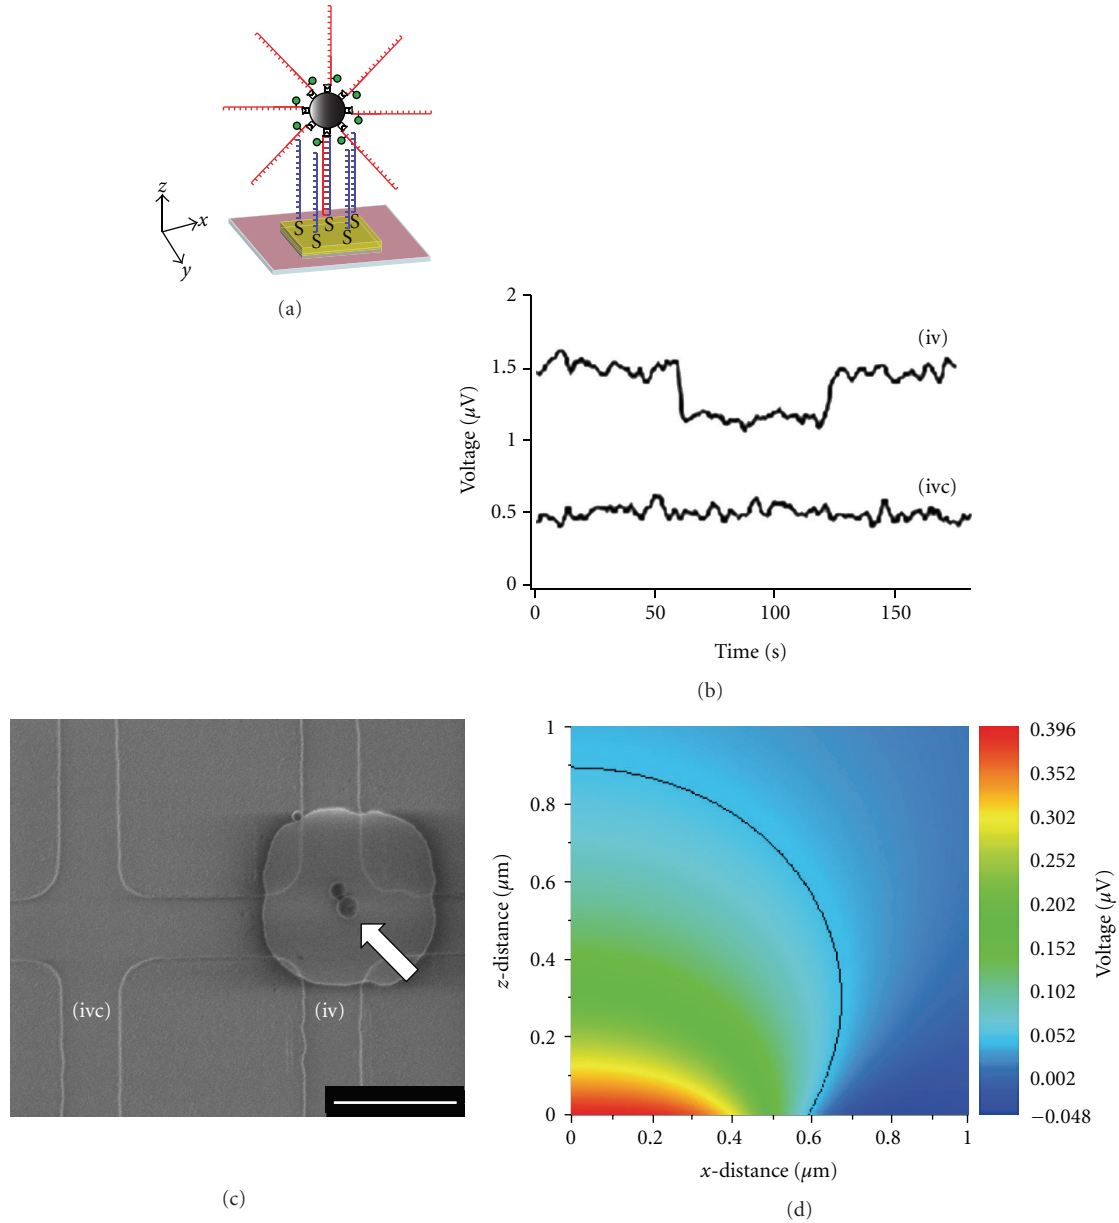 z
x
y
S
S
S
S
S
(a)
2
1.5
1
0.5
0
Voltage (μV)
(iv)
(ivc)
0
50
100
150
Time (s)
(b)
(ivc)
(iv)
(c)
1
0.8
0.6
0.4
0.2
0
z-distance (μm)
0
0.2
0.4
0.6
0.8
1
x-distance (μm)
0.396
0.352
0.302
0.252
0.202
0.152
0.102
0.052
0.002
−0.048
Voltage (μV)
(d)